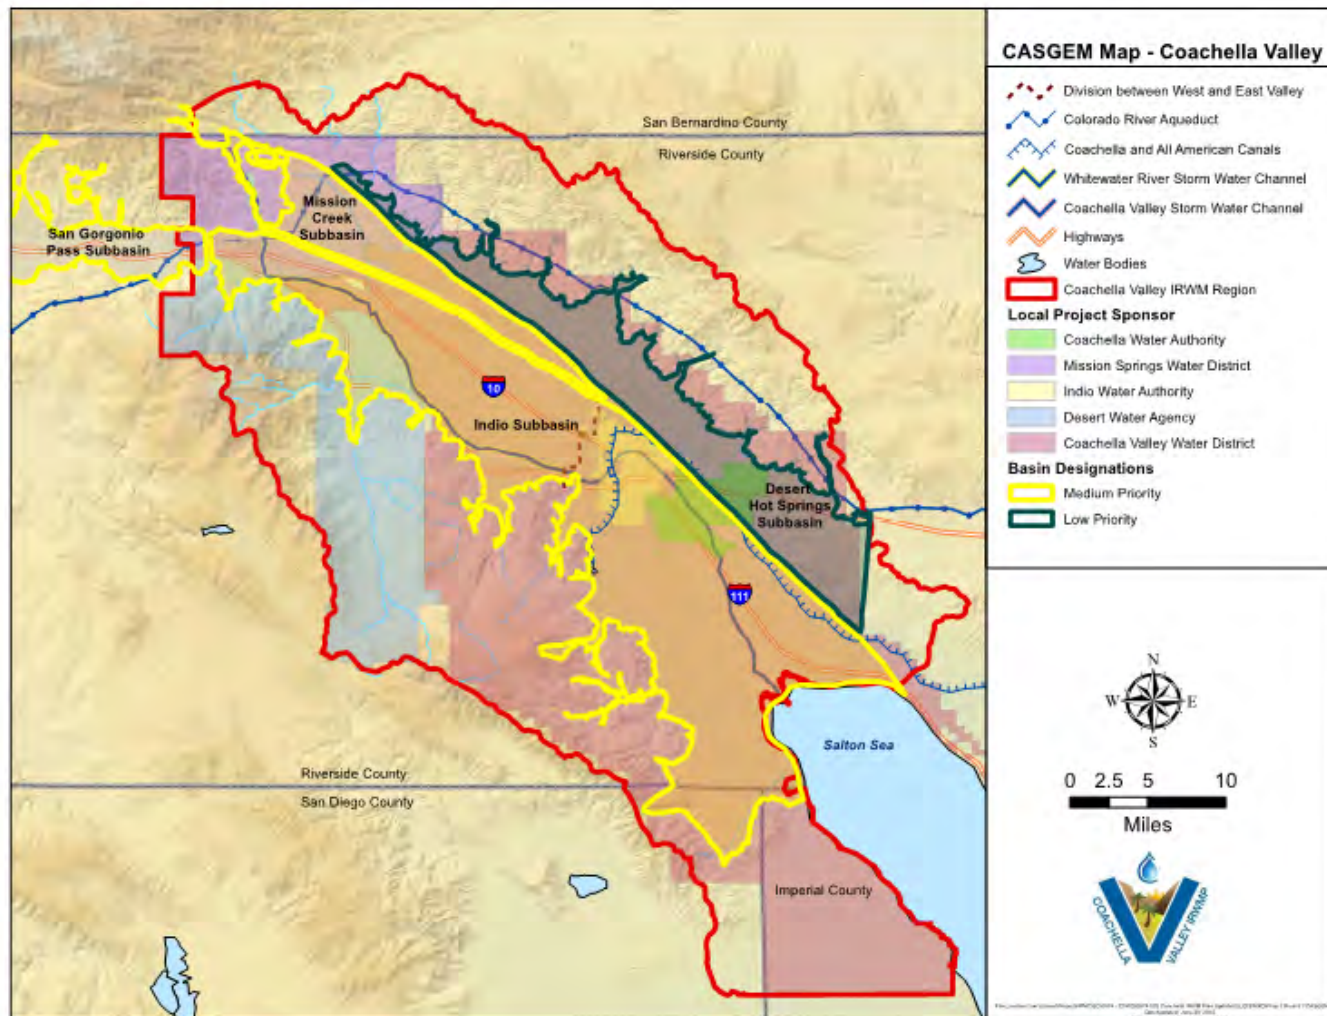 CASGEM Map - Coachella Valley
Division between West and East Valley
Colorado River Aqueduct
Coachella and All American Canals
Whitewater River Storm Water Channel
Coachella Valley Storm Water Channel
Highways
Water Bodies
Coachella Valley IRWM Region
Local Project Sponsor
Coachella Water Authority
Mission Springs Water District
Indio Water Authority
Desert Water Agency
Coachella Valley Water District
Basin Designations
Medium Priority
Low Priority
San Bernardino County
Riverside County
Mission
Creek
Subbasin
San Gorgonio
Pass Subbasin
10
Indio Subbasin
Desert
Hot Springs
Subbasin
111
Salton Sea
Riverside County
San Diego County
Imperial County
N
W
E
S
0 2.5 5 10
Miles
COACHELLA
VALLEY IRWMP